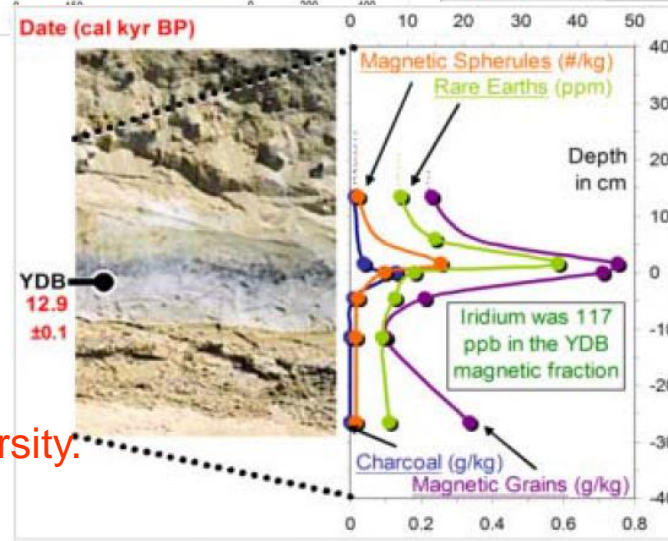 Date (cal kyr BP)
0 10 20 30 40 50
Magnetic Spherules (#/kg)
Rare Earths (ppm)
Depth
in cm
40
30
20
10
0
-10
-20
-30
-40
YDB
12.9
±0.1
Iridium was 117
ppb in the YDB
magnetic fraction
rsity.
Charcoal (g/kg)
Magnetic Grains (g/kg)
0 0.2 0.4 0.6 0.8